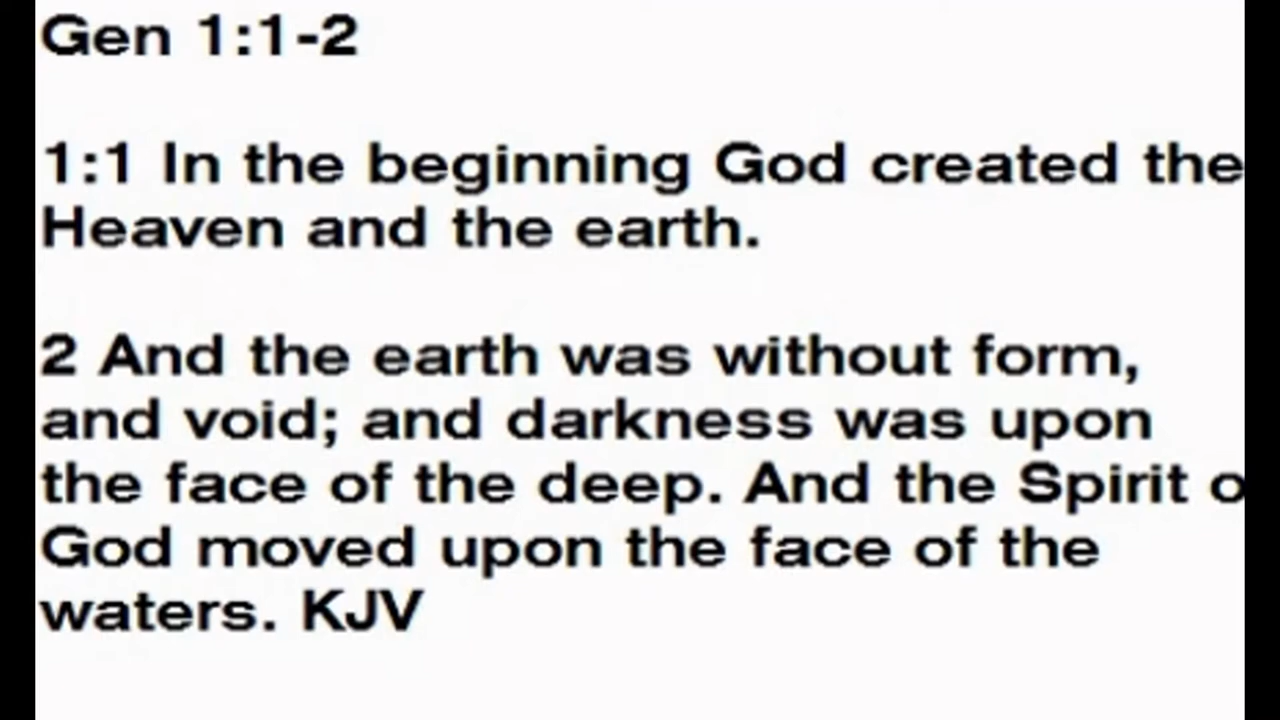 Gen 1:1-2
1:1 In the beginning God created the
Heaven and the earth.
2 And the earth was without form,
and void; and darkness was upon
the face of the deep. And the Spirit o
God moved upon the face of the
waters. KJV